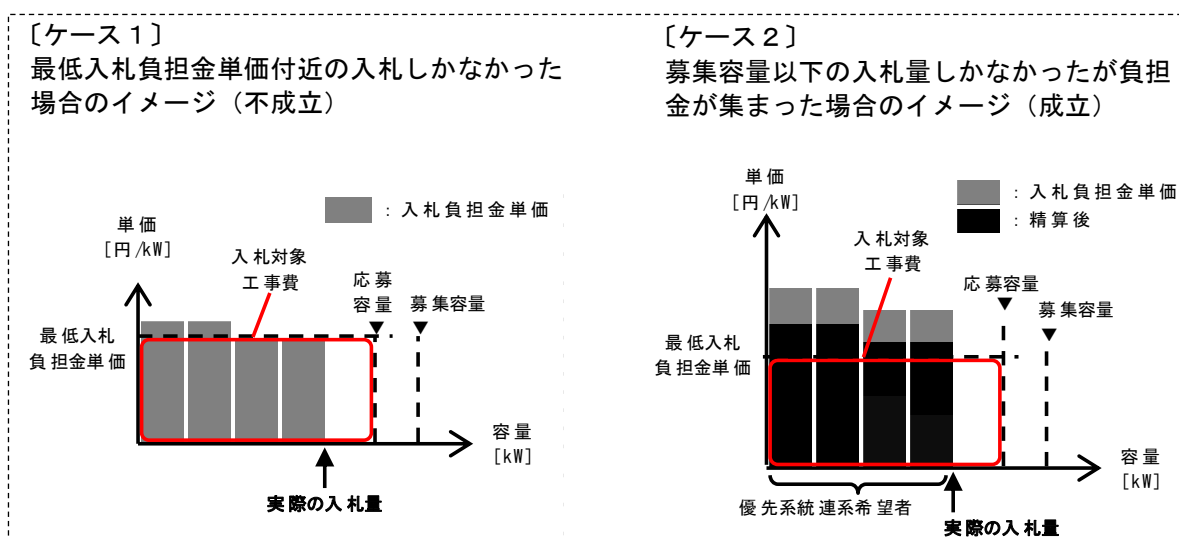 〔ケース１〕
最低入札負担金単価付近の入札しかなかった
場合のイメージ（不成立）
：入札負担金単価
単価
[円/kW]
入札対象
工事費
応募
容量
募集容量
最低入札
負担金単価
容量
[kW]
実際の入札量
〔ケース２〕
募集容量以下の入札量しかなかったが負担
金が集まった場合のイメージ（成立）
単価
[円/kW]
：入札負担金単価
：精算後
入札対象
工事費
応募容量
募集容量
最低入札
負担金単価
容量
[kW]
優先系統連系希望者
実際の入札量